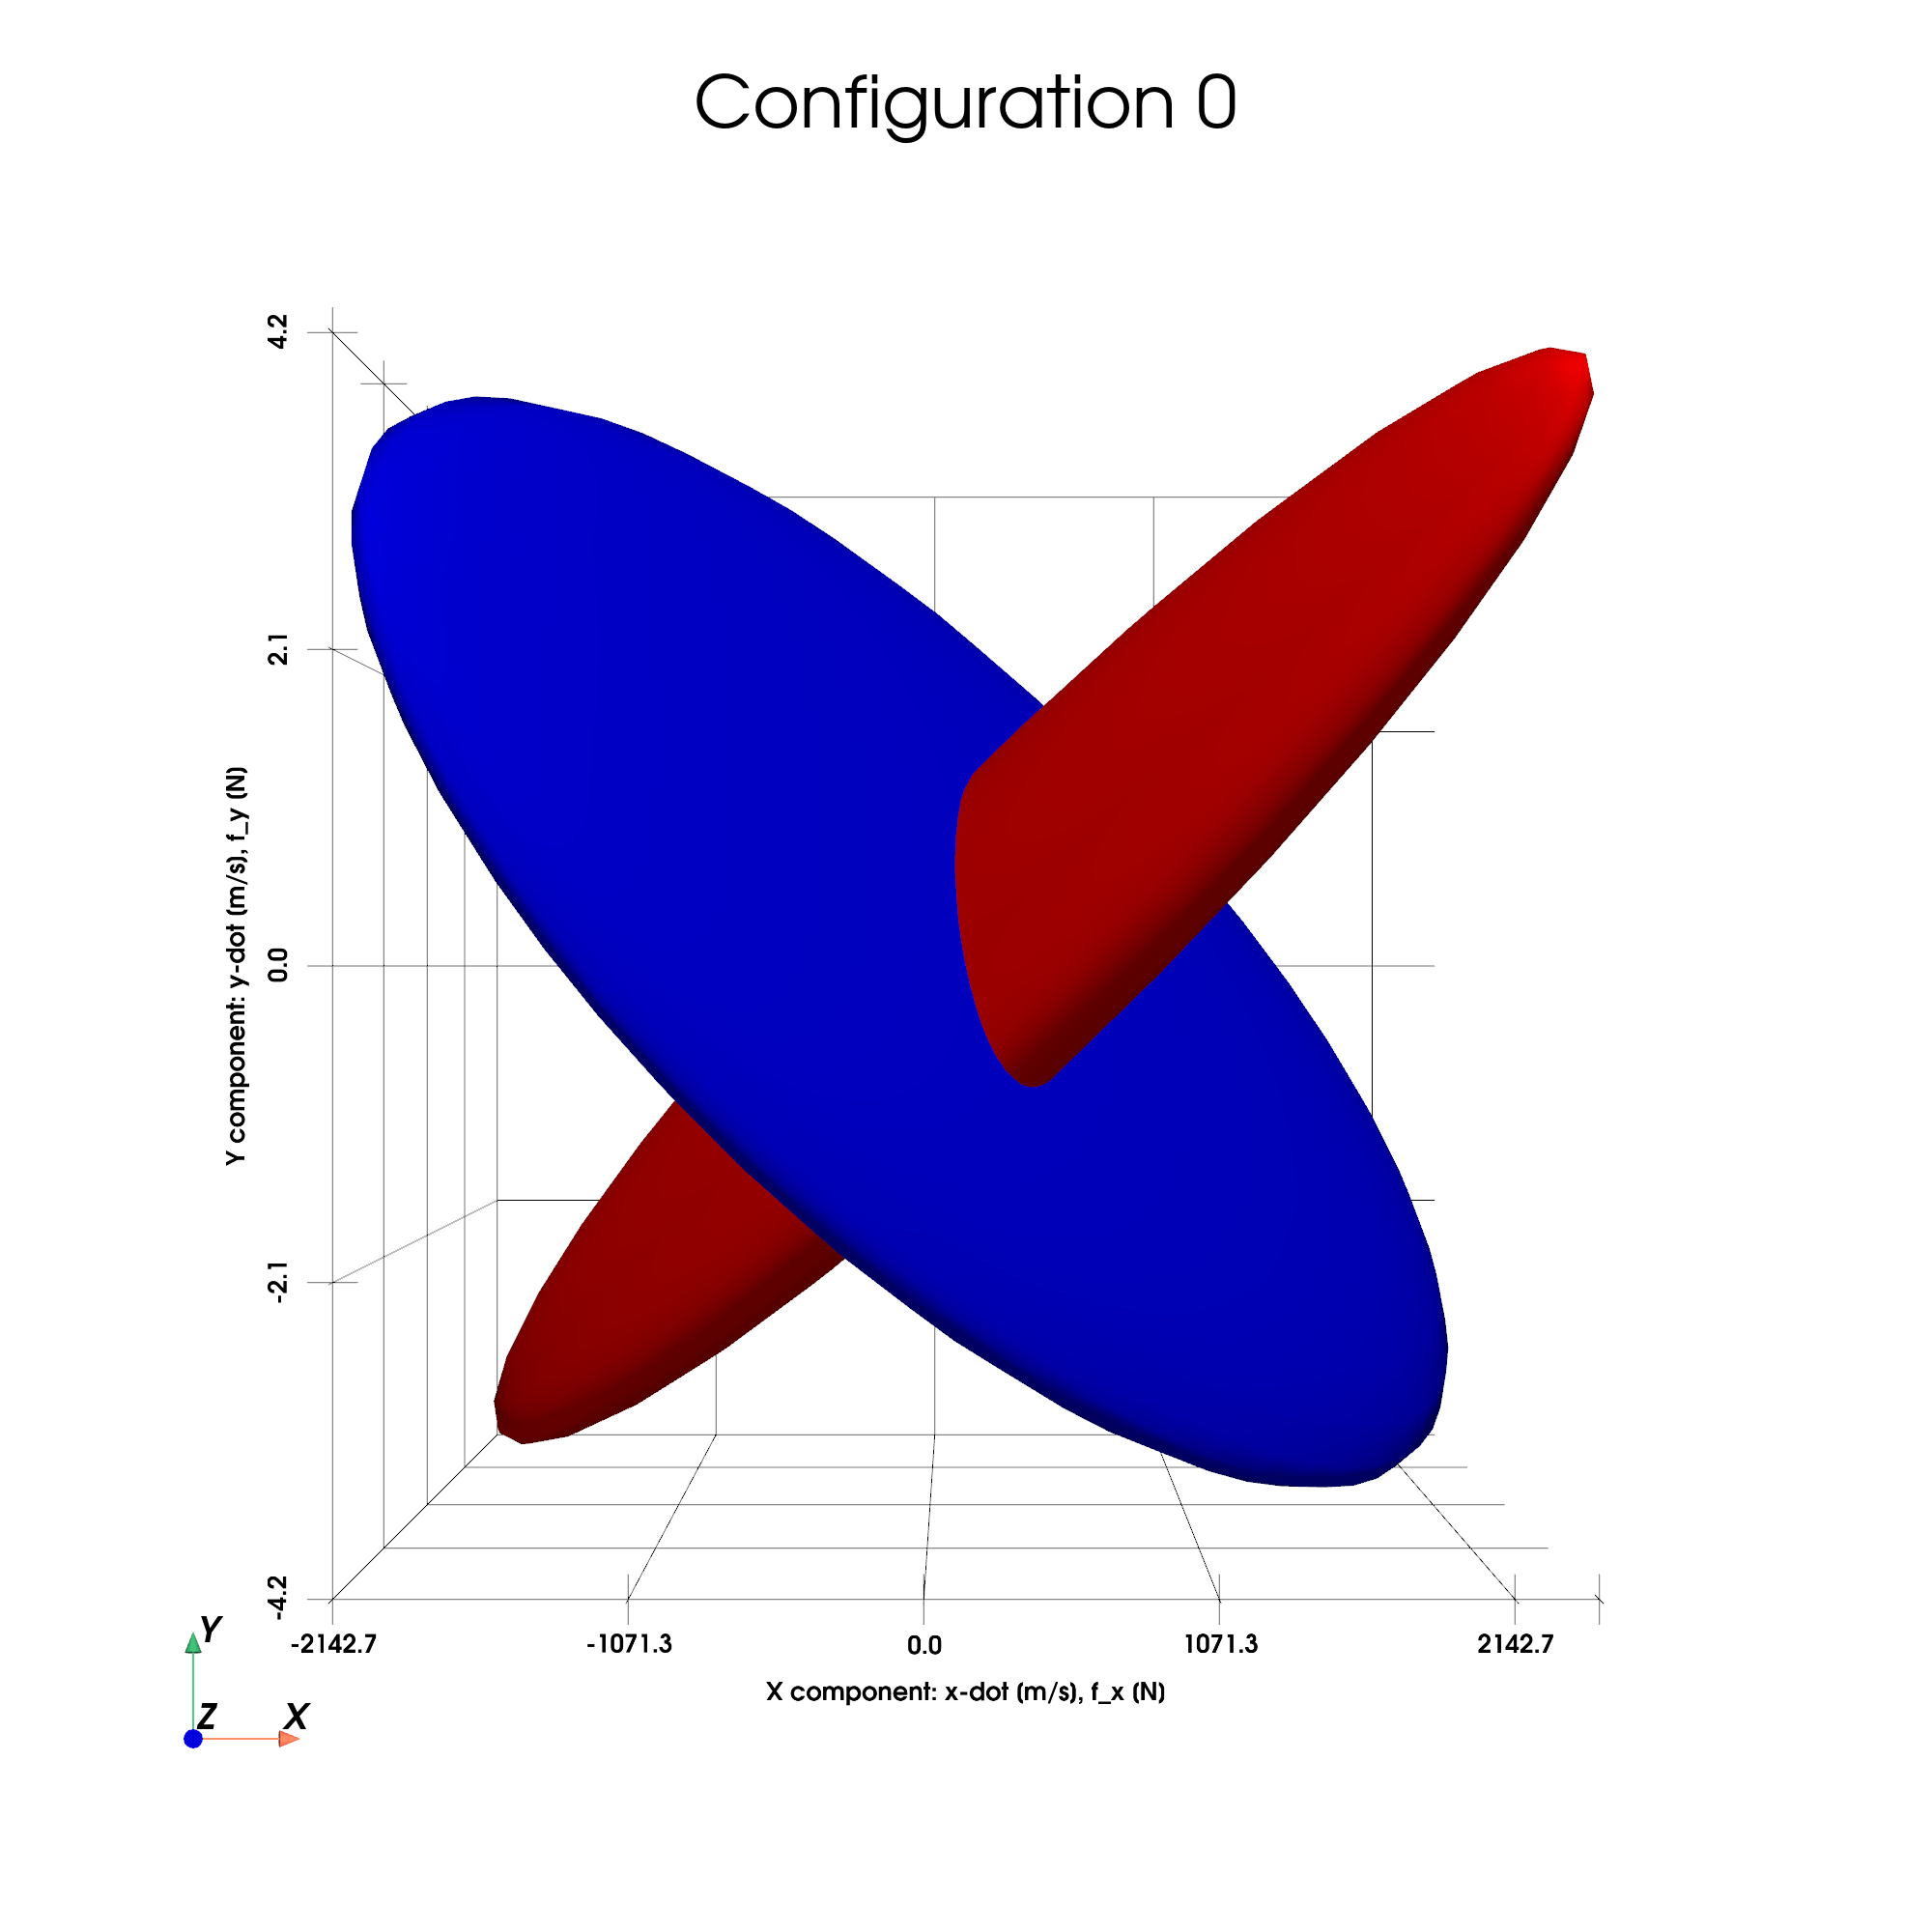 Configuration 0
4.2
2.1
0.0
-2.1
-4.2
Y component: y-dot (m/s), f_y (N)
-2142.7
-1071.3
0.0
1071.3
2142.7
X component: x-dot (m/s), f_x (N)
Y
Z
X